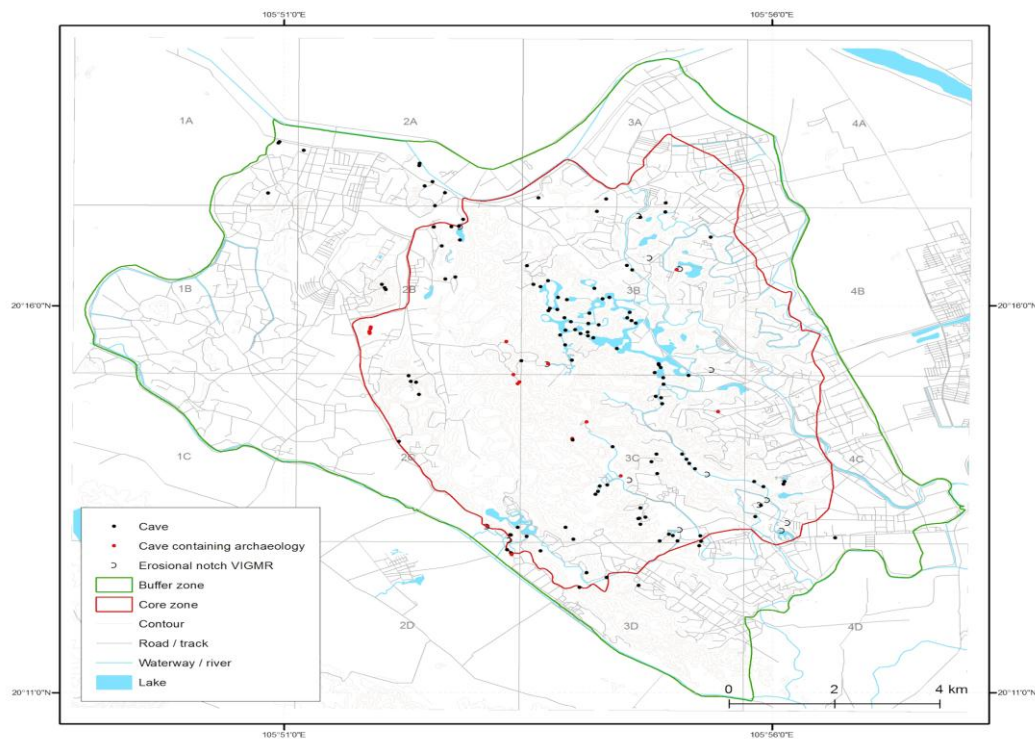 105°51'0"E
105°56'0"E
1A
2A
3A
4A
20°16'0"N
20°16'0"N
1B
2B
3B
4B
1C
2C
3C
4C
Cave
Cave containing archaeology
Erosional notch VIGMR
Buffer zone
Core zone
Contour
Road / track
Waterway / river
Lake
2D
3D
4D
0 2 4 km
20°11'0"N
20°11'0"N
105°51'0"E
105°56'0"E